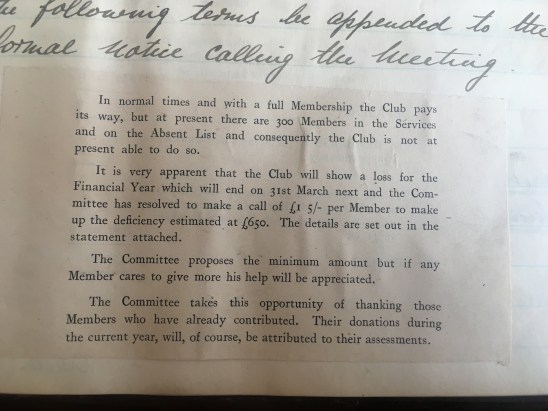 the following terms be appended to the
formal notice calling the Meeting.
In normal times and with a full Membership the Club pays
its way, but at present there are 300 Members in the Services
and on the Absent List and consequently the Club is not at
present able to do so.
It is very apparent that the Club will show a loss for the
Financial Year which will end on 31st March next and the Com-
mittee has resolved to make a call of £1 5/- per Member to make
up the deficiency estimated at £650. The details are set out in the
statement attached.
The Committee proposes the minimum amount but if any
Member cares to give more his help will be appreciated.
The Committee takes this opportunity of thanking those
Members who have already contributed. Their donations during
the current year, will, of course, be attributed to their assessments.